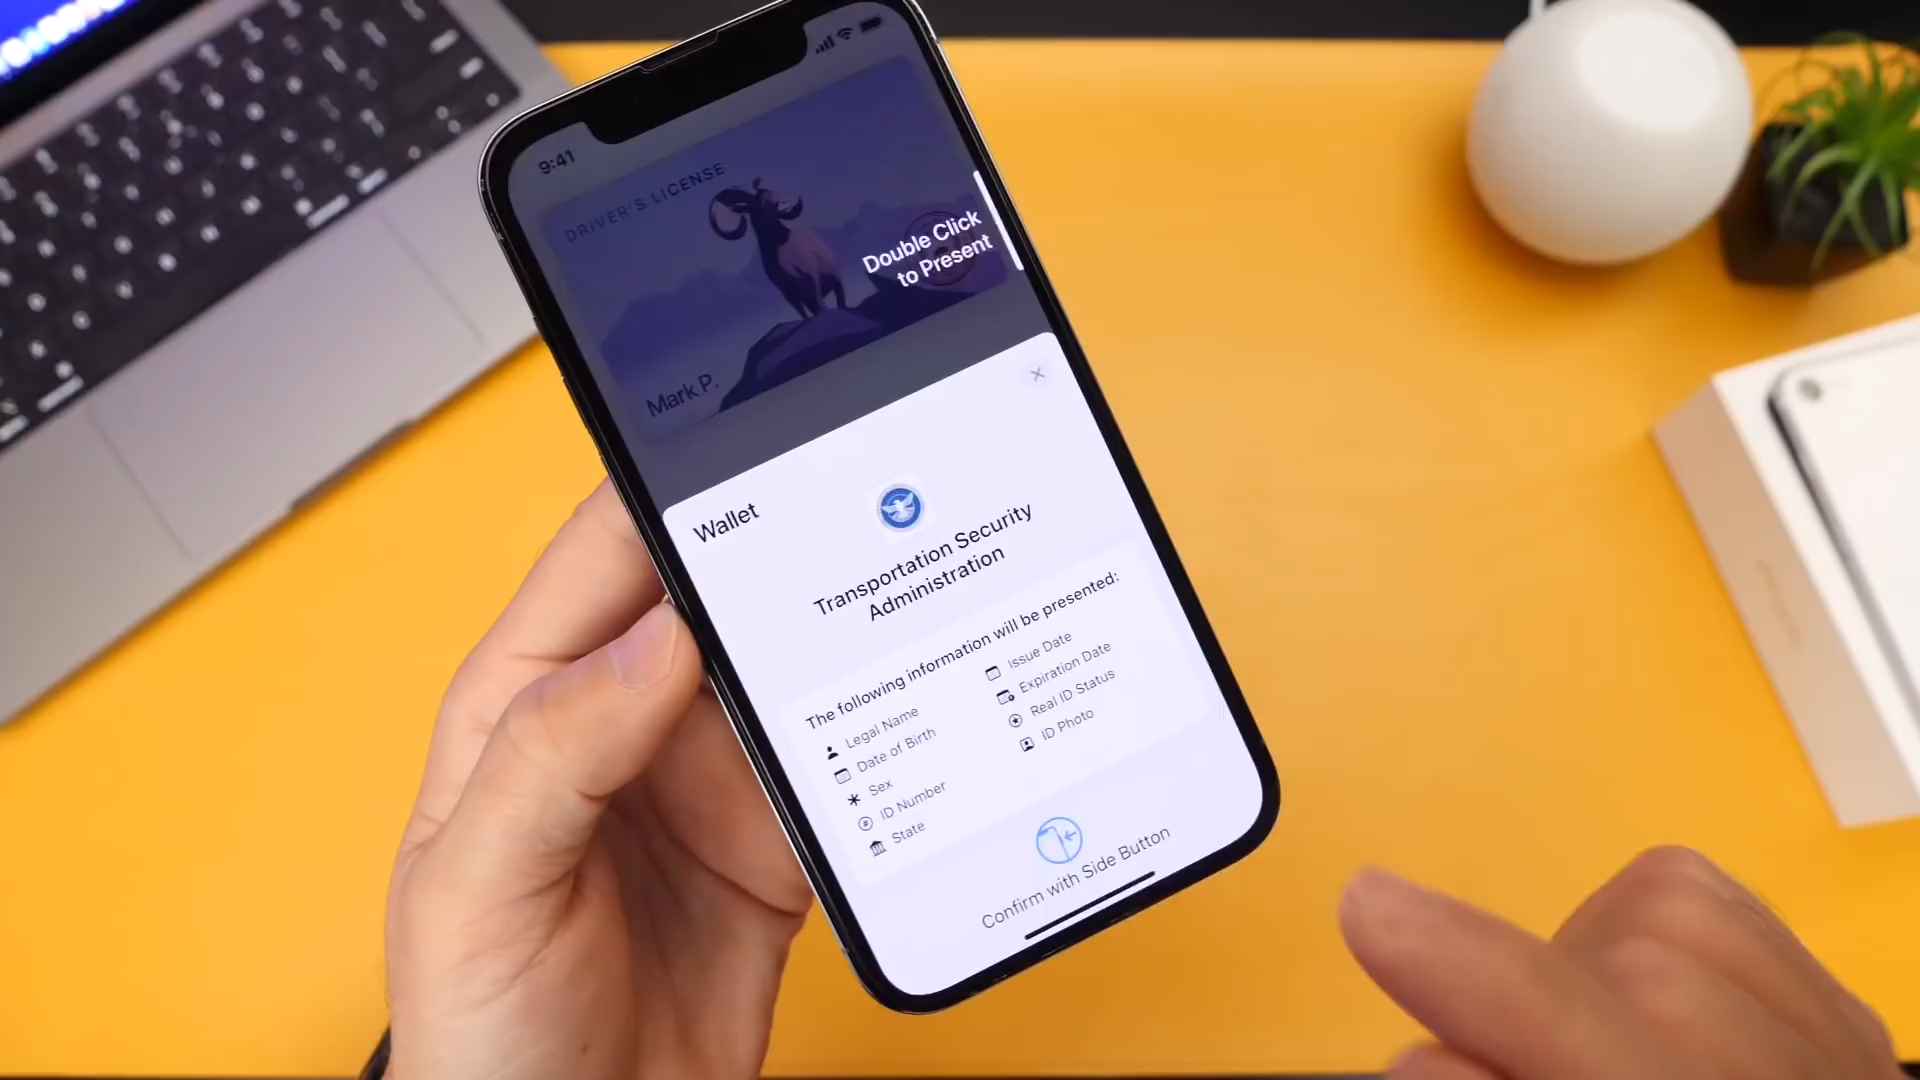 9:41
DRIVER'S LICENSE
Double Click
to Present
Mark P.
Wallet
Transportation Security
Administration
The following information will be presented:
Legal Name
Date of Birth
Sex
ID Number
State
Issue Date
Expiration Date
Real ID Status
ID Photo
Confirm with Side Button